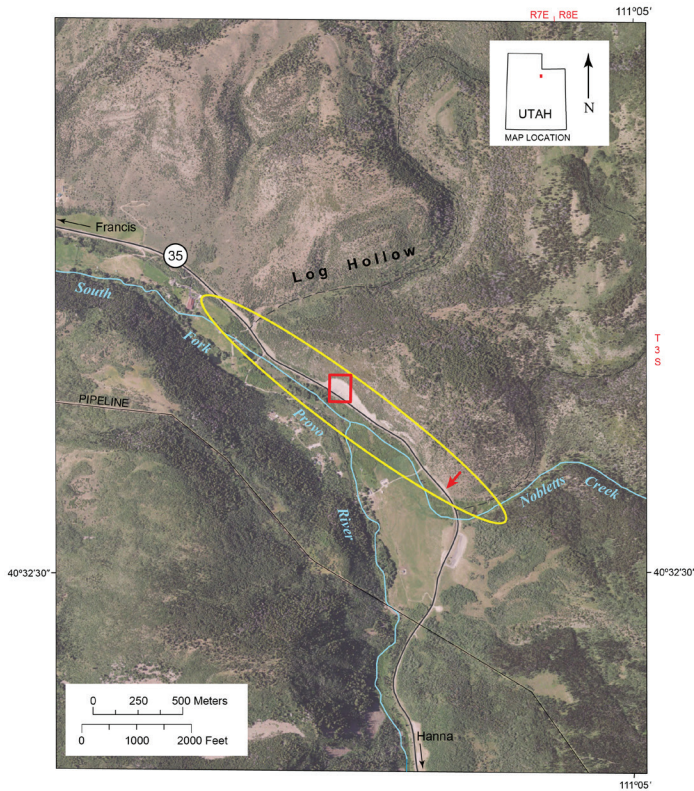 R7E R8E
111°05'
UTAH
MAP LOCATION
N
Francis
35
Log Hollow
South
Fork
Provo
River
T
3
S
PIPELINE
Nobletts
Creek
40°32'30"
40°32'30"
0 250 500 Meters
0 1000 2000 Feet
Hanna
111°05'